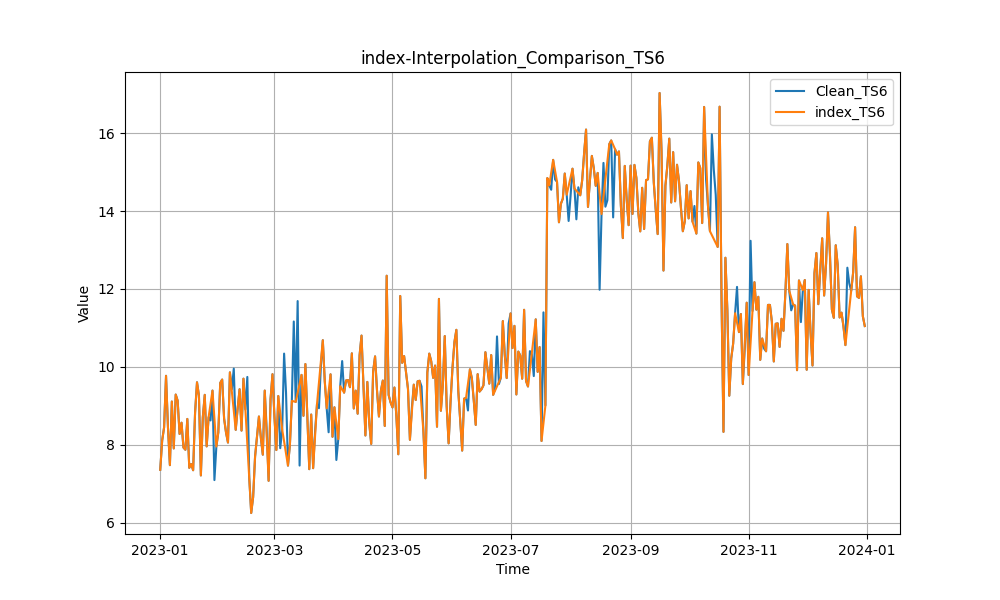 index-Interpolation_Comparison_TS6
Clean_TS6
index_TS6
Value
16
14
12
10
8
6
2023-01
2023-03
2023-05
2023-07
2023-09
2023-11
2024-01
Time